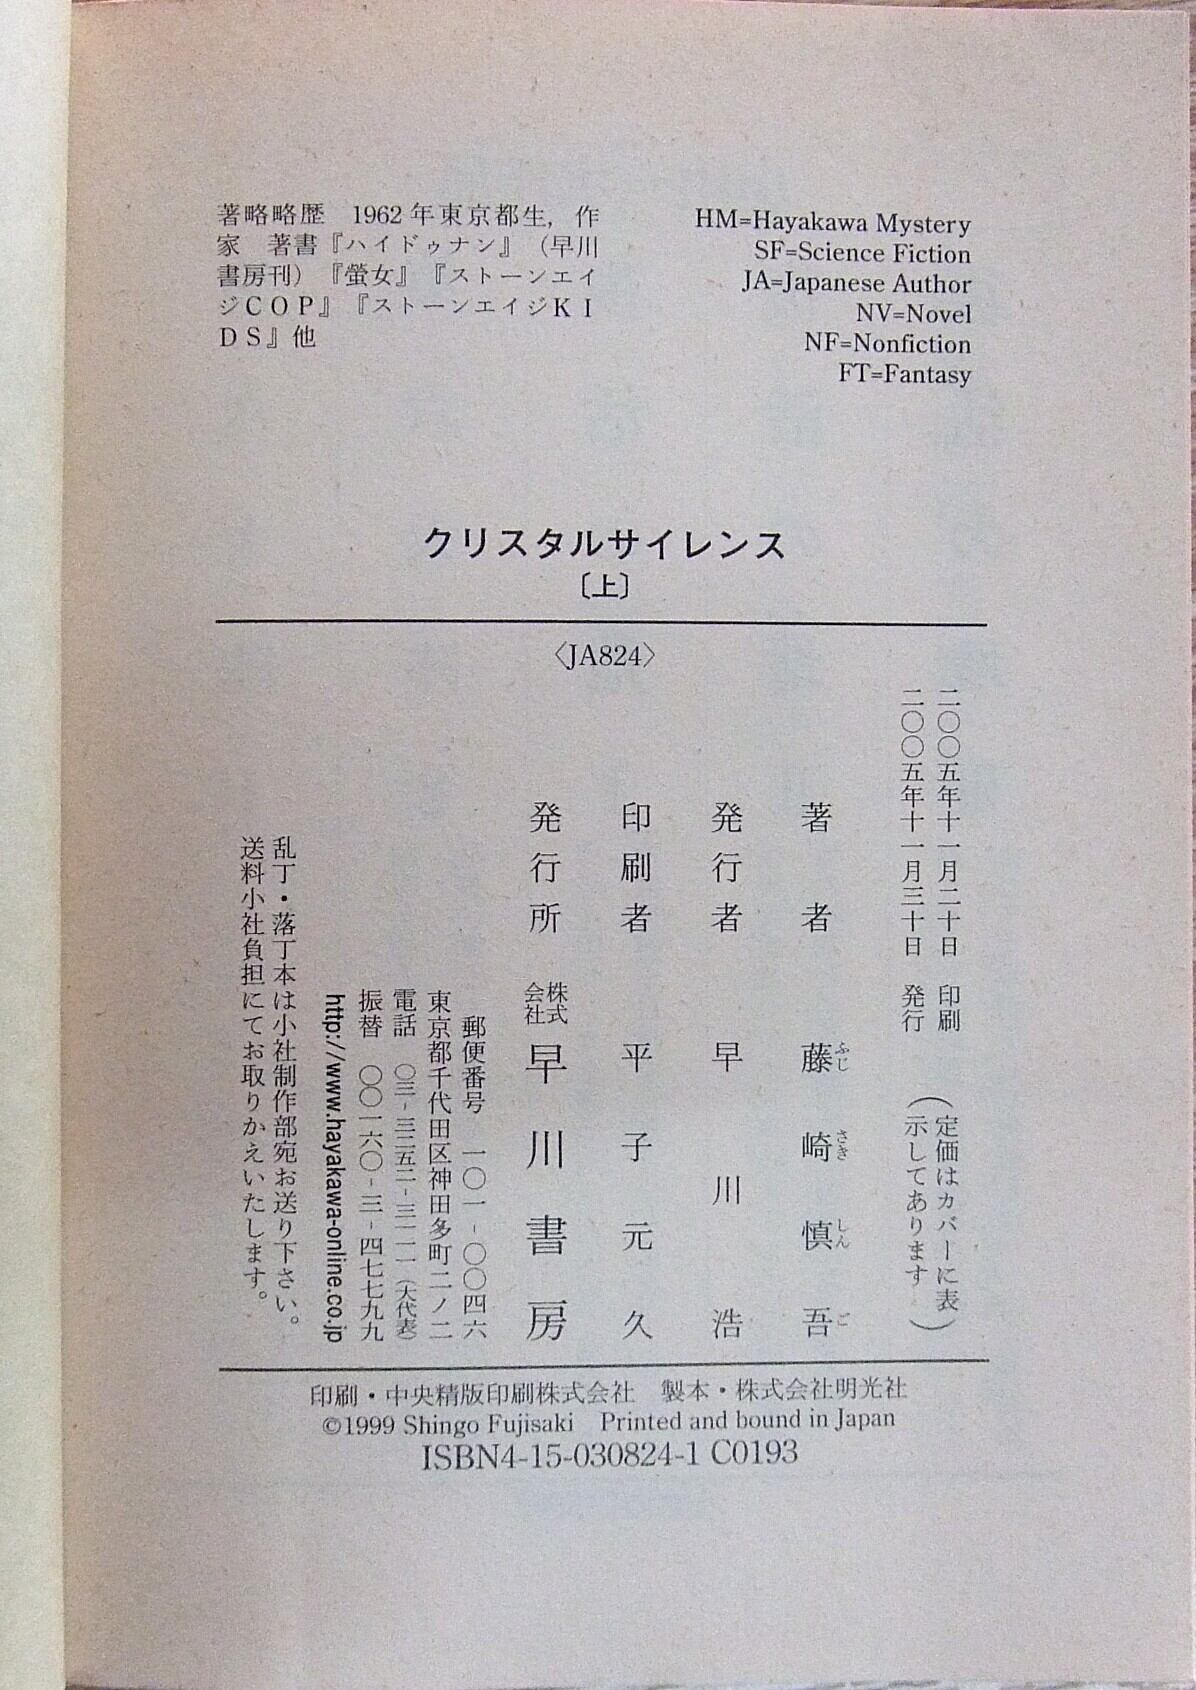 著略略歴　1962年東京都生，作
家　著書『ハイドゥナン』（早川
書房刊）『螢女』『ストーンエイ
ジＣＯＰ』『ストーンエイジＫＩ
ＤＳ』他
HM=Hayakawa Mystery
SF=Science Fiction
JA=Japanese Author
NV=Novel
NF=Nonfiction
FT=Fantasy
クリスタルサイレンス
〔上〕
〈JA824〉
二〇〇五年十一月二十日　印刷
二〇〇五年十一月三十日　発行
（定価はカバーに表
示してあります）
著者　藤崎慎吾
ふじ さき しん ご
発行者　早川浩
印刷者　平子元久
発行所　株式会社　早川書房
郵便番号　一〇一-〇〇四六
東京都千代田区神田多町二ノ二
電話　〇三-三二五二-三一一一（大代表）
振替　〇〇一六〇-三-四七七九九
http://www.hayakawa-online.co.jp
乱丁・落丁本は小社制作部宛お送り下さい。
送料小社負担にてお取りかえいたします。
印刷・中央精版印刷株式会社　製本・株式会社明光社
©1999 Shingo Fujisaki　Printed and bound in Japan
ISBN4-15-030824-1 C0193